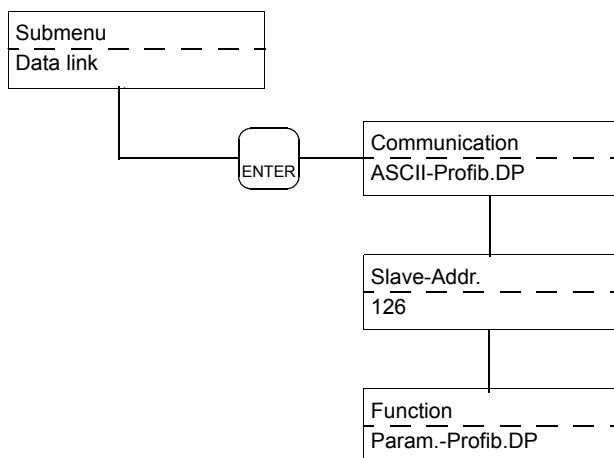 Submenu
Data link
ENTER
Communication
ASCII-Profib.DP
Slave-Addr.
126
Function
Param.-Profib.DP